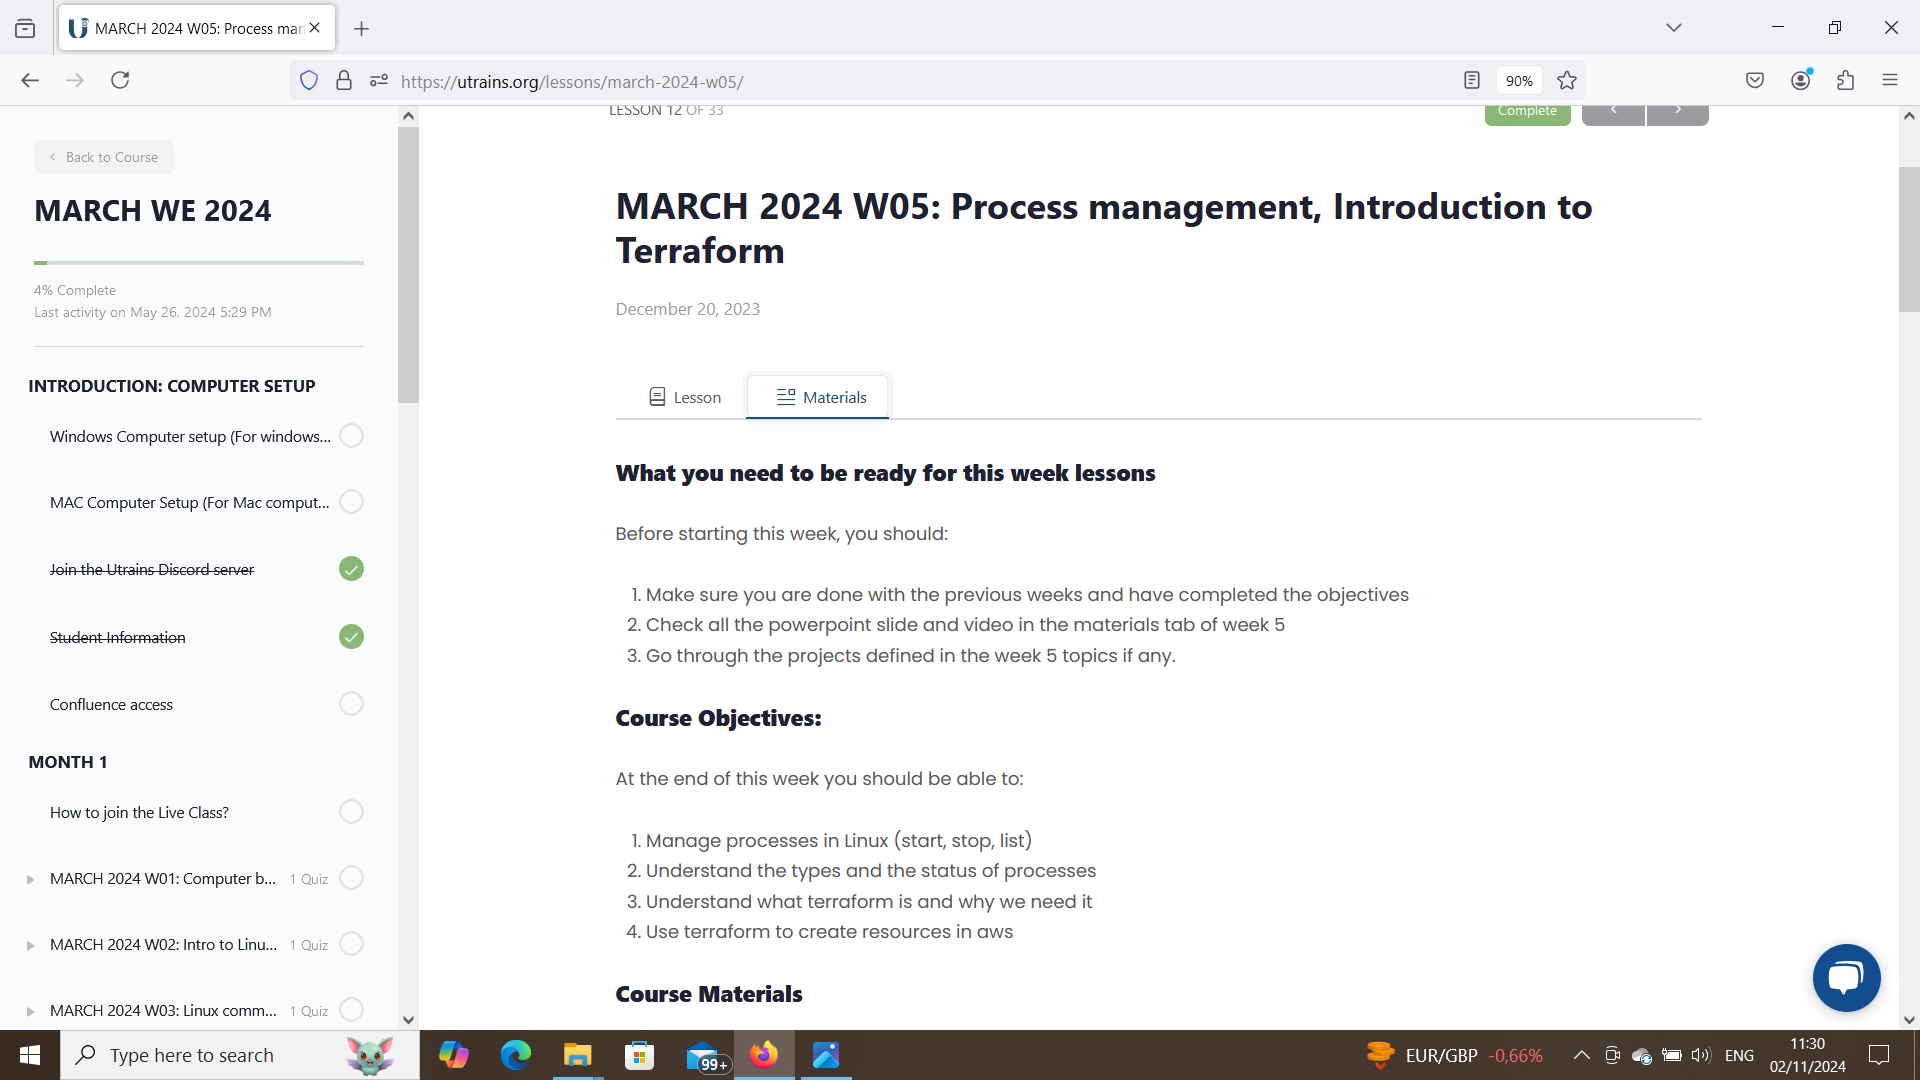 MARCH 2024 W05: Process man
https://utrains.org/lessons/march-2024-w05/
90%
Back to Course
MARCH WE 2024
4% Complete
Last activity on May 26, 2024 5:29 PM
INTRODUCTION: COMPUTER SETUP
Windows Computer setup (For windows...
MAC Computer Setup (For Mac comput...
Join the Utrains Discord server
Student Information
Confluence access
MONTH 1
How to join the Live Class?
MARCH 2024 W01: Computer b... 1 Quiz
MARCH 2024 W02: Intro to Linu... 1 Quiz
MARCH 2024 W03: Linux comm... 1 Quiz
LESSON 12 OF 33
Complete
MARCH 2024 W05: Process management, Introduction to
Terraform
December 20, 2023
Lesson
Materials
What you need to be ready for this week lessons
Before starting this week, you should:
1. Make sure you are done with the previous weeks and have completed the objectives
2. Check all the powerpoint slide and video in the materials tab of week 5
3. Go through the projects defined in the week 5 topics if any.
Course Objectives:
At the end of this week you should be able to:
1. Manage processes in Linux (start, stop, list)
2. Understand the types and the status of processes
3. Understand what terraform is and why we need it
4. Use terraform to create resources in aws
Course Materials
Type here to search
99+
EUR/GBP -0,66%
ENG
11:30
02/11/2024